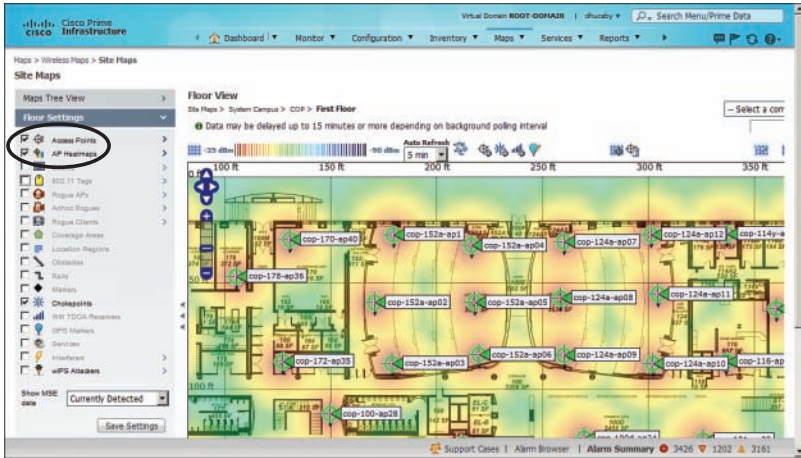 Virtual Domain ROOT-DOMAIN | dhucaby
Search Menu/Prime Data
Cisco Prime
CISCO Infrastructure
Dashboard Monitor Configuration Inventory Maps Services Reports
Maps > Wireless Maps > Site Maps
Site Maps
Maps Tree View
Floor Settings
Access Points
AP Heatmaps
802.11 Tags
Rogue APs
Adhoc Rogues
Rogue Clients
Coverage Areas
Location Regions
Obstacles
Rails
Markers
Chokepoints
Wifi TDOA Receivers
GPS Markers
Services
Interferers
wIPS Attackers
Show MSE data
Currently Detected
Save Settings
Floor View
Site Maps > System Campus > COP > First Floor
-- Select a com
Data may be delayed up to 15 minutes or more depending on background polling interval
-35 dBm
-90 dBm
Auto Refresh
5 min
0 ft
100 ft
150 ft
200 ft
250 ft
300 ft
350 ft
50 ft
100 ft
cop-170-ap40
cop-152a-ap1
cop-152a-ap04
cop-124a-ap07
cop-124a-ap12
cop-114y-a
cop-178-ap36
cop-152a-ap02
cop-152a-ap05
cop-124a-ap08
cop-124a-ap11
cop-172-ap35
cop-152a-ap03
cop-152a-ap06
cop-124a-ap09
cop-124a-ap10
cop-116-ap
cop-100-ap28
Support Cases | Alarm Browser | Alarm Summary 3426 1202 3161